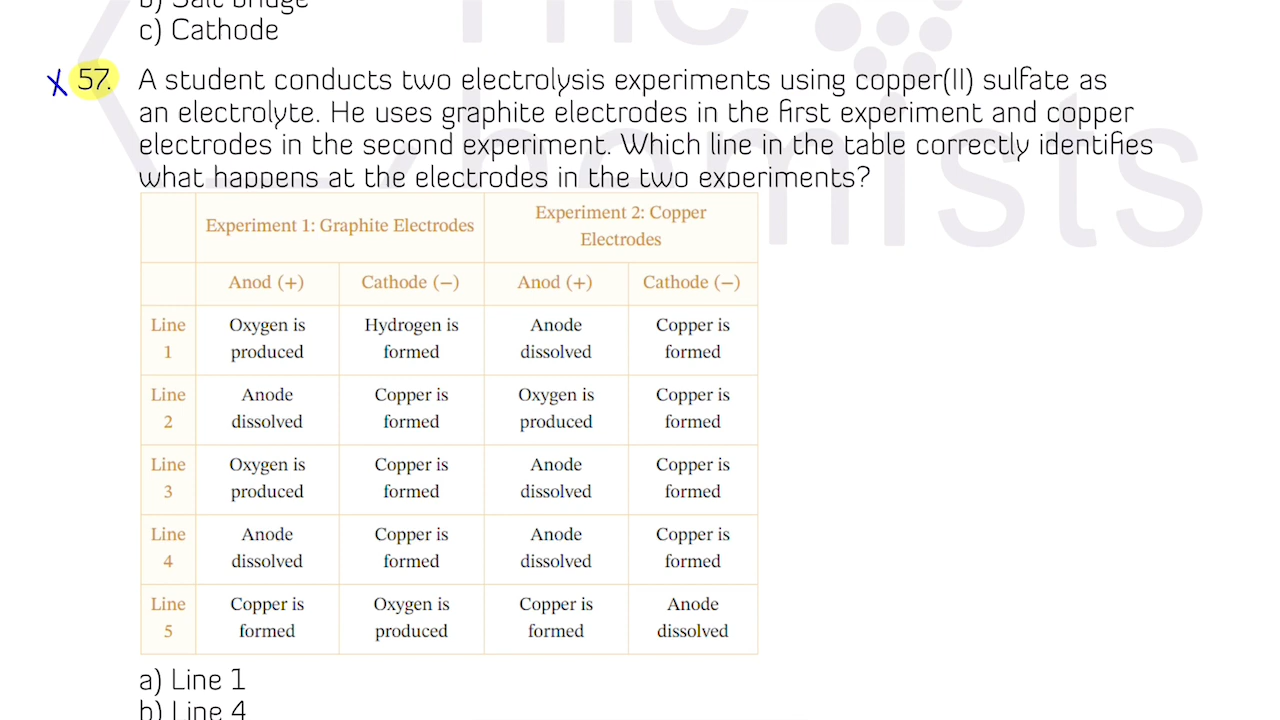 b) Salt bridge
c) Cathode
X 57. A student conducts two electrolysis experiments using copper(II) sulfate as
an electrolyte. He uses graphite electrodes in the first experiment and copper
electrodes in the second experiment. Which line in the table correctly identifies
what happens at the electrodes in the two experiments?
Experiment 1: Graphite Electrodes
Experiment 2: Copper
Electrodes
Anod (+) Cathode (−) Anod (+) Cathode (−)
Line Oxygen is Hydrogen is Anode Copper is
1 produced formed dissolved formed
Line Anode Copper is Oxygen is Copper is
2 dissolved formed produced formed
Line Oxygen is Copper is Anode Copper is
3 produced formed dissolved formed
Line Anode Copper is Anode Copper is
4 dissolved formed dissolved formed
Line Copper is Oxygen is Copper is Anode
5 formed produced formed dissolved
a) Line 1
b) Line 4
The
Chemists